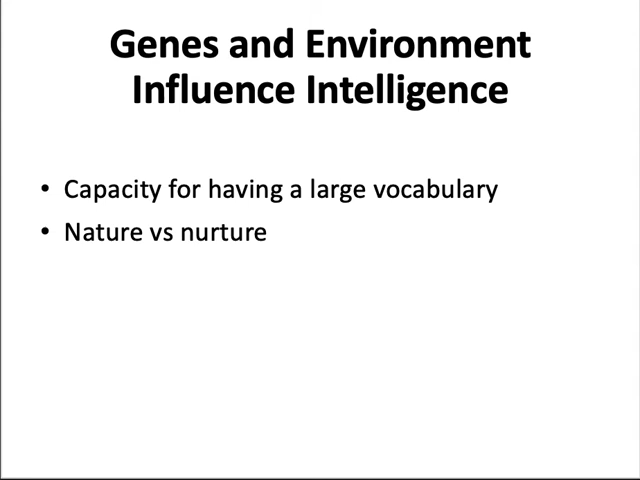 Genes and Environment
Influence Intelligence
• Capacity for having a large vocabulary
• Nature vs nurture